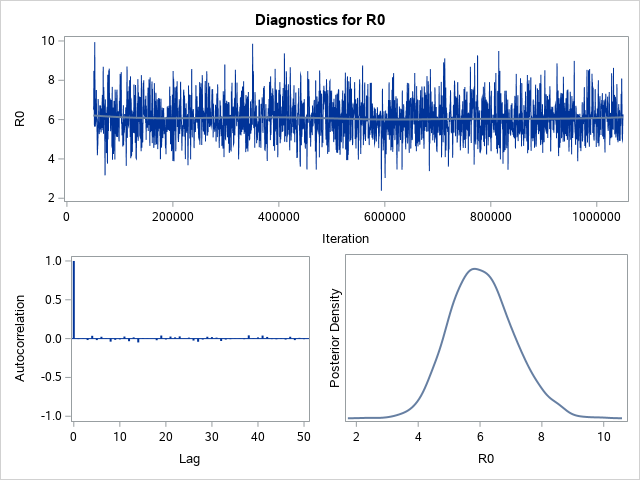 Diagnostics for R0
10
8
6
4
2
R0
0 200000 400000 600000 800000 1000000
Iteration
1.0
0.5
0.0
-0.5
-1.0
Autocorrelation
0 10 20 30 40 50
Lag
Posterior Density
2 4 6 8 10
R0